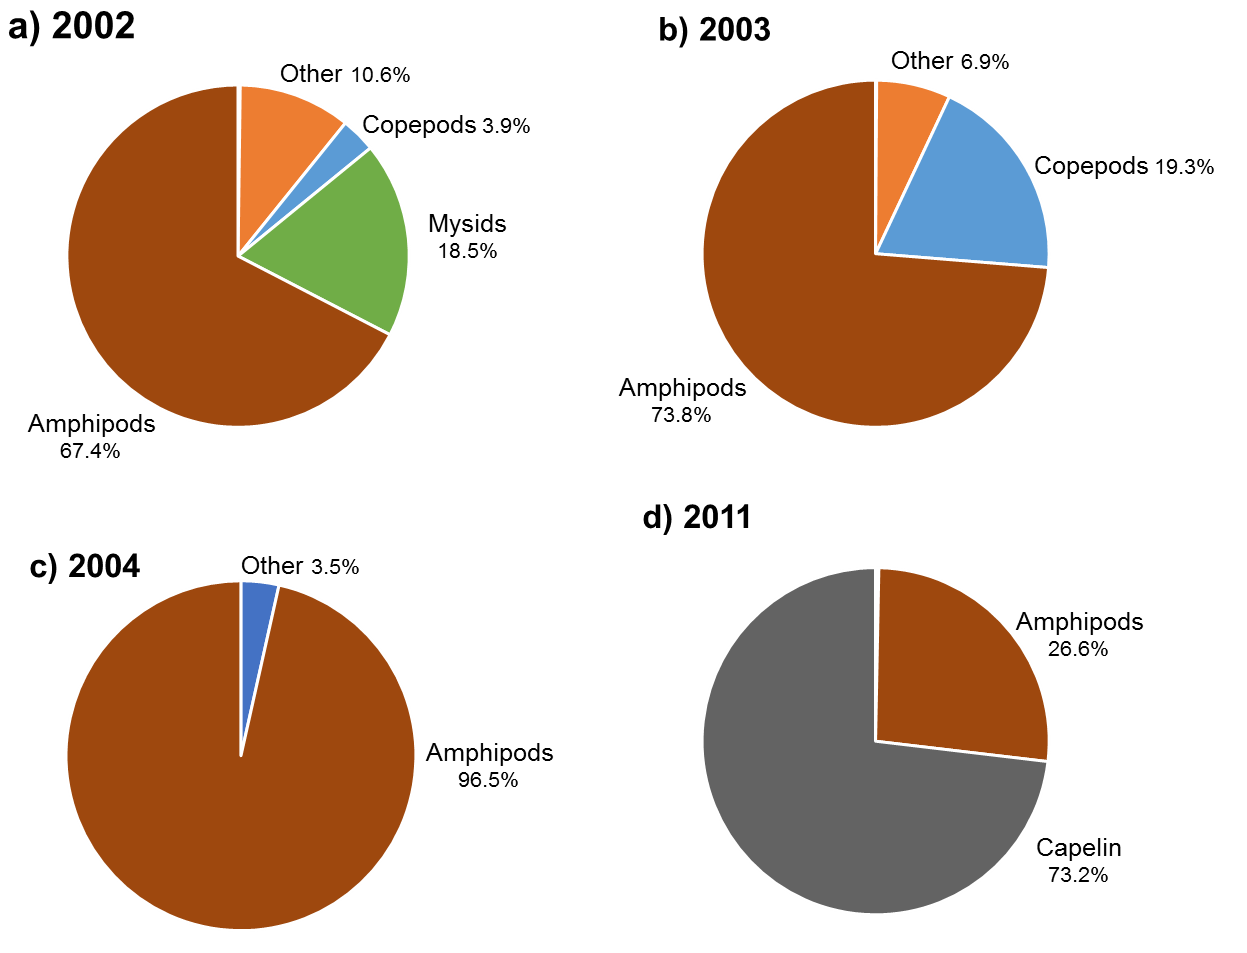 a) 2002
Other 10.6%
Copepods 3.9%
Mysids
18.5%
Amphipods
67.4%
b) 2003
Other 6.9%
Copepods 19.3%
Amphipods
73.8%
c) 2004
Other 3.5%
Amphipods
96.5%
d) 2011
Amphipods
26.6%
Capelin
73.2%